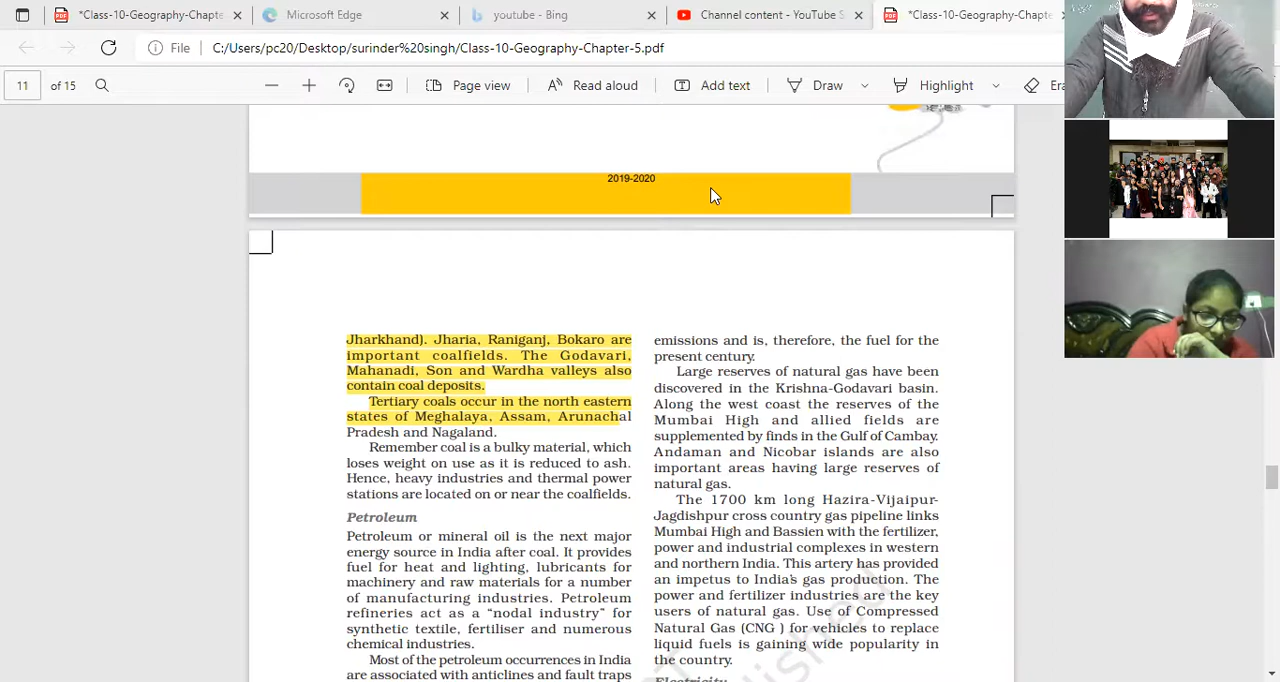 *Class-10-Geography-Chapte
Microsoft Edge
youtube - Bing
Channel content - YouTube S
*Class-10-Geography-Chapte
File
C:/Users/pc20/Desktop/surinder%20singh/Class-10-Geography-Chapter-5.pdf
11 of 15
Page view
Read aloud
Add text
Draw
Highlight
Era
2019-2020
Jharkhand). Jharia, Raniganj, Bokaro are
important coalfields. The Godavari,
Mahanadi, Son and Wardha valleys also
contain coal deposits.
Tertiary coals occur in the north eastern
states of Meghalaya, Assam, Arunachal
Pradesh and Nagaland.
Remember coal is a bulky material, which
loses weight on use as it is reduced to ash.
Hence, heavy industries and thermal power
stations are located on or near the coalfields.
Petroleum
Petroleum or mineral oil is the next major
energy source in India after coal. It provides
fuel for heat and lighting, lubricants for
machinery and raw materials for a number
of manufacturing industries. Petroleum
refineries act as a “nodal industry” for
synthetic textile, fertiliser and numerous
chemical industries.
Most of the petroleum occurrences in India
are associated with anticlines and fault traps
emissions and is, therefore, the fuel for the
present century.
Large reserves of natural gas have been
discovered in the Krishna-Godavari basin.
Along the west coast the reserves of the
Mumbai High and allied fields are
supplemented by finds in the Gulf of Cambay.
Andaman and Nicobar islands are also
important areas having large reserves of
natural gas.
The 1700 km long Hazira-Vijaipur-
Jagdishpur cross country gas pipeline links
Mumbai High and Bassien with the fertilizer,
power and industrial complexes in western
and northern India. This artery has provided
an impetus to India’s gas production. The
power and fertilizer industries are the key
users of natural gas. Use of Compressed
Natural Gas (CNG ) for vehicles to replace
liquid fuels is gaining wide popularity in
the country.
Electricity